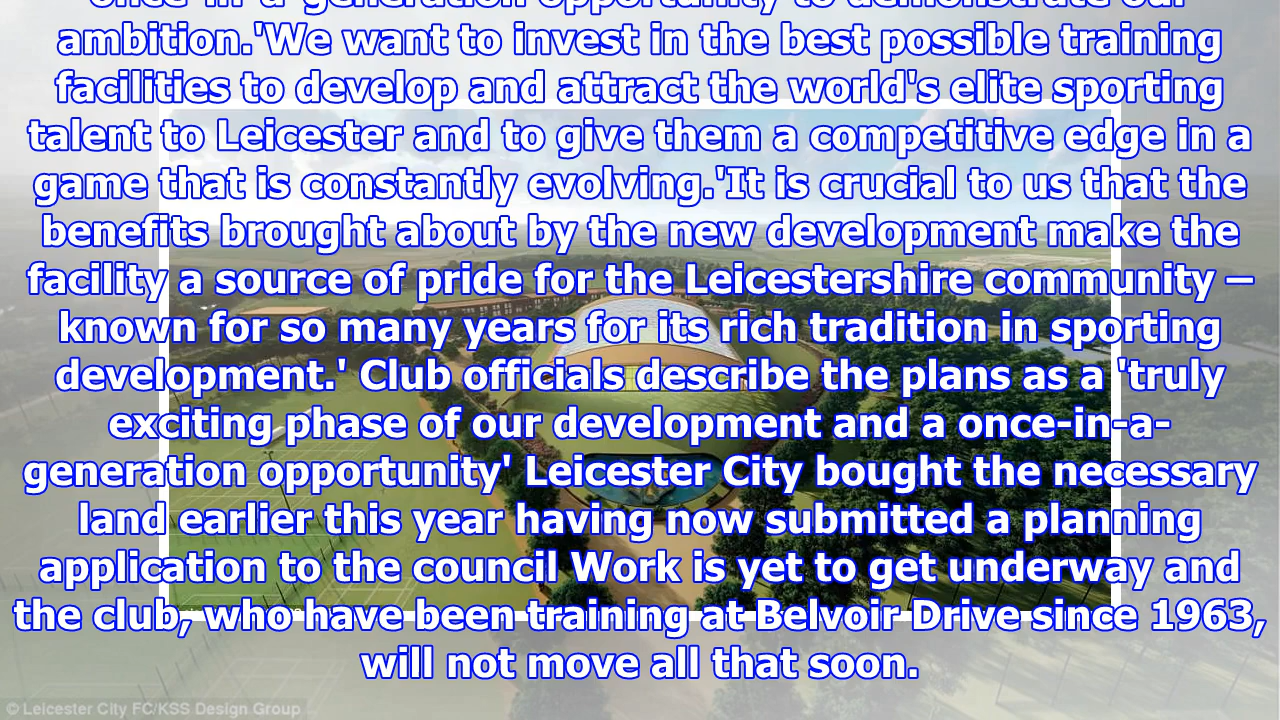 once-in-a-generation opportunity to demonstrate our
ambition.'We want to invest in the best possible training
facilities to develop and attract the world's elite sporting
talent to Leicester and to give them a competitive edge in a
game that is constantly evolving.'It is crucial to us that the
benefits brought about by the new development make the
facility a source of pride for the Leicestershire community –
known for so many years for its rich tradition in sporting
development.' Club officials describe the plans as a 'truly
exciting phase of our development and a once-in-a-
generation opportunity' Leicester City bought the necessary
land earlier this year having now submitted a planning
application to the council Work is yet to get underway and
the club, who have been training at Belvoir Drive since 1963,
will not move all that soon.
© Leicester City FC/KSS Design Group